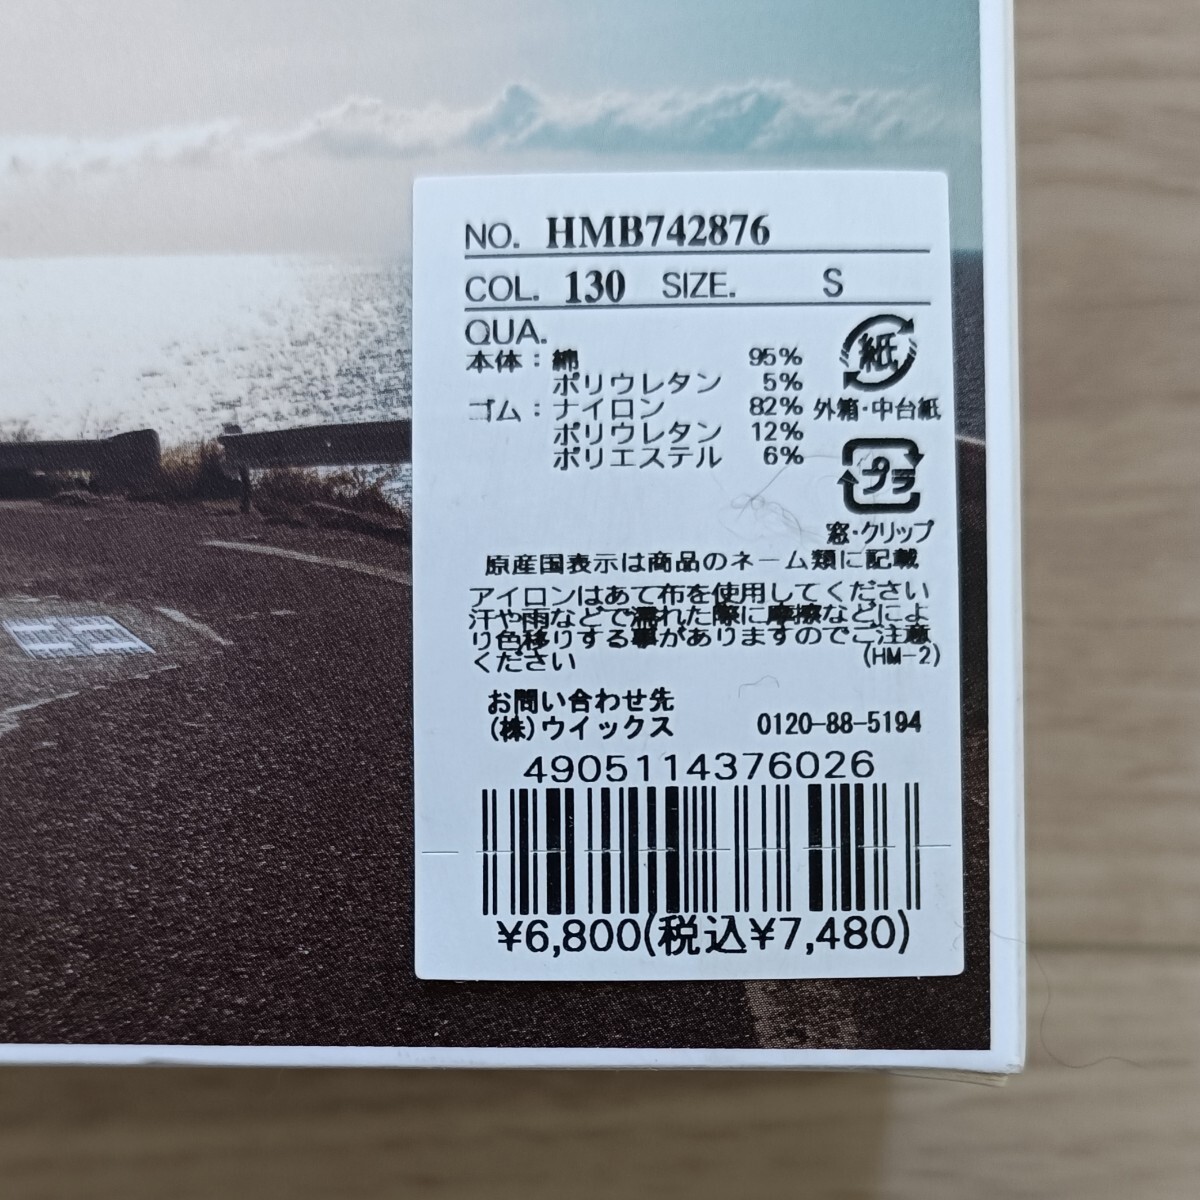 NO. HMB742876
COL. 130 SIZE. S
QUA.
本体：綿 95%
ポリウレタン 5%
ゴム：ナイロン 82%
ポリウレタン 12%
ポリエステル 6%
紙
外箱・中台紙
プラ
窓・クリップ
原産国表示は商品のネーム類に記載
アイロンはあて布を使用してください
汗や雨などで濡れた際に摩擦などによ
り色移りする事がありますのでご注意
ください (HM-2)
お問い合わせ先
(株)ウイックス 0120-88-5194
4905114376026
¥6,800(税込¥7,480)